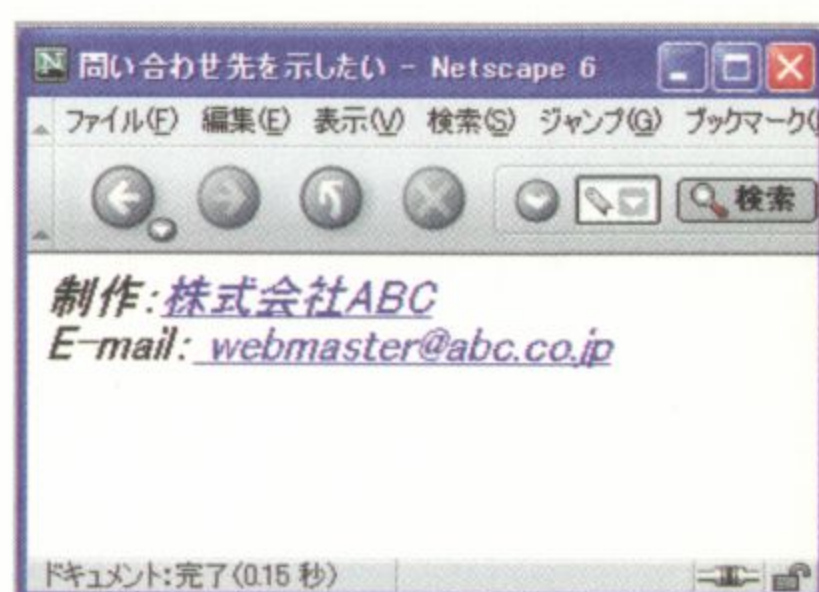 問い合わせ先を示したい - Netscape 6
ファイル(F) 編集(E) 表示(V) 検索(S) ジャンプ(G) ブックマーク(
検索
制作:株式会社ABC
E-mail: webmaster@abc.co.jp
ドキュメント:完了(0.15 秒)